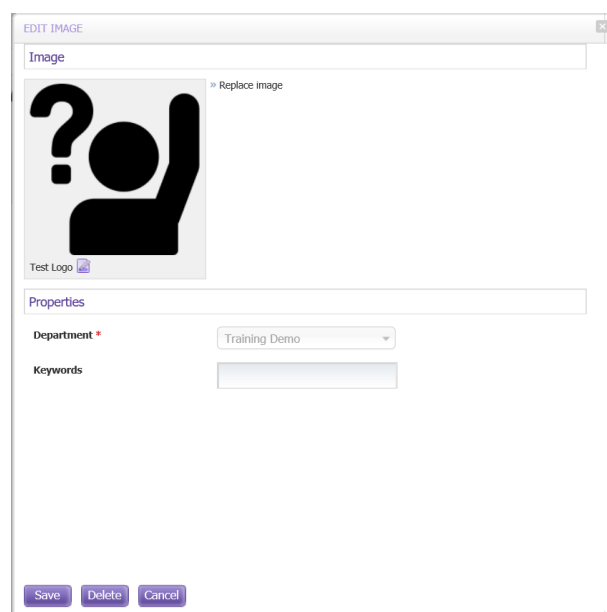 EDIT IMAGE
Image
» Replace image
Test Logo
Properties
Department *
Training Demo
Keywords
Save
Delete
Cancel